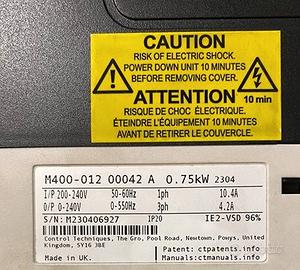 CAUTION
RISK OF ELECTRIC SHOCK.
POWER DOWN UNIT 10 MINUTES
BEFORE REMOVING COVER.
ATTENTION
10 min
RISQUE DE CHOC ÉLECTRIQUE.
ÉTEINDRE L'ÉQUIPEMENT 10 MINUTES
AVANT DE RETIRER LE COUVERCLE.
M400-012 00042 A 0.75kW 2304
I/P 200-240V 50-60Hz 1ph 10.4A
O/P 0-240V 0-550Hz 3ph 4.2A
S/N: M230406927 IP20 IE2-VSD 96%
Control Techniques, The Gro, Pool Road, Newtown, Powys, United
Kingdom, SY16 3BE
Made in UK.
Patents: ctpatents.info
Manuals: ctmanuals.info